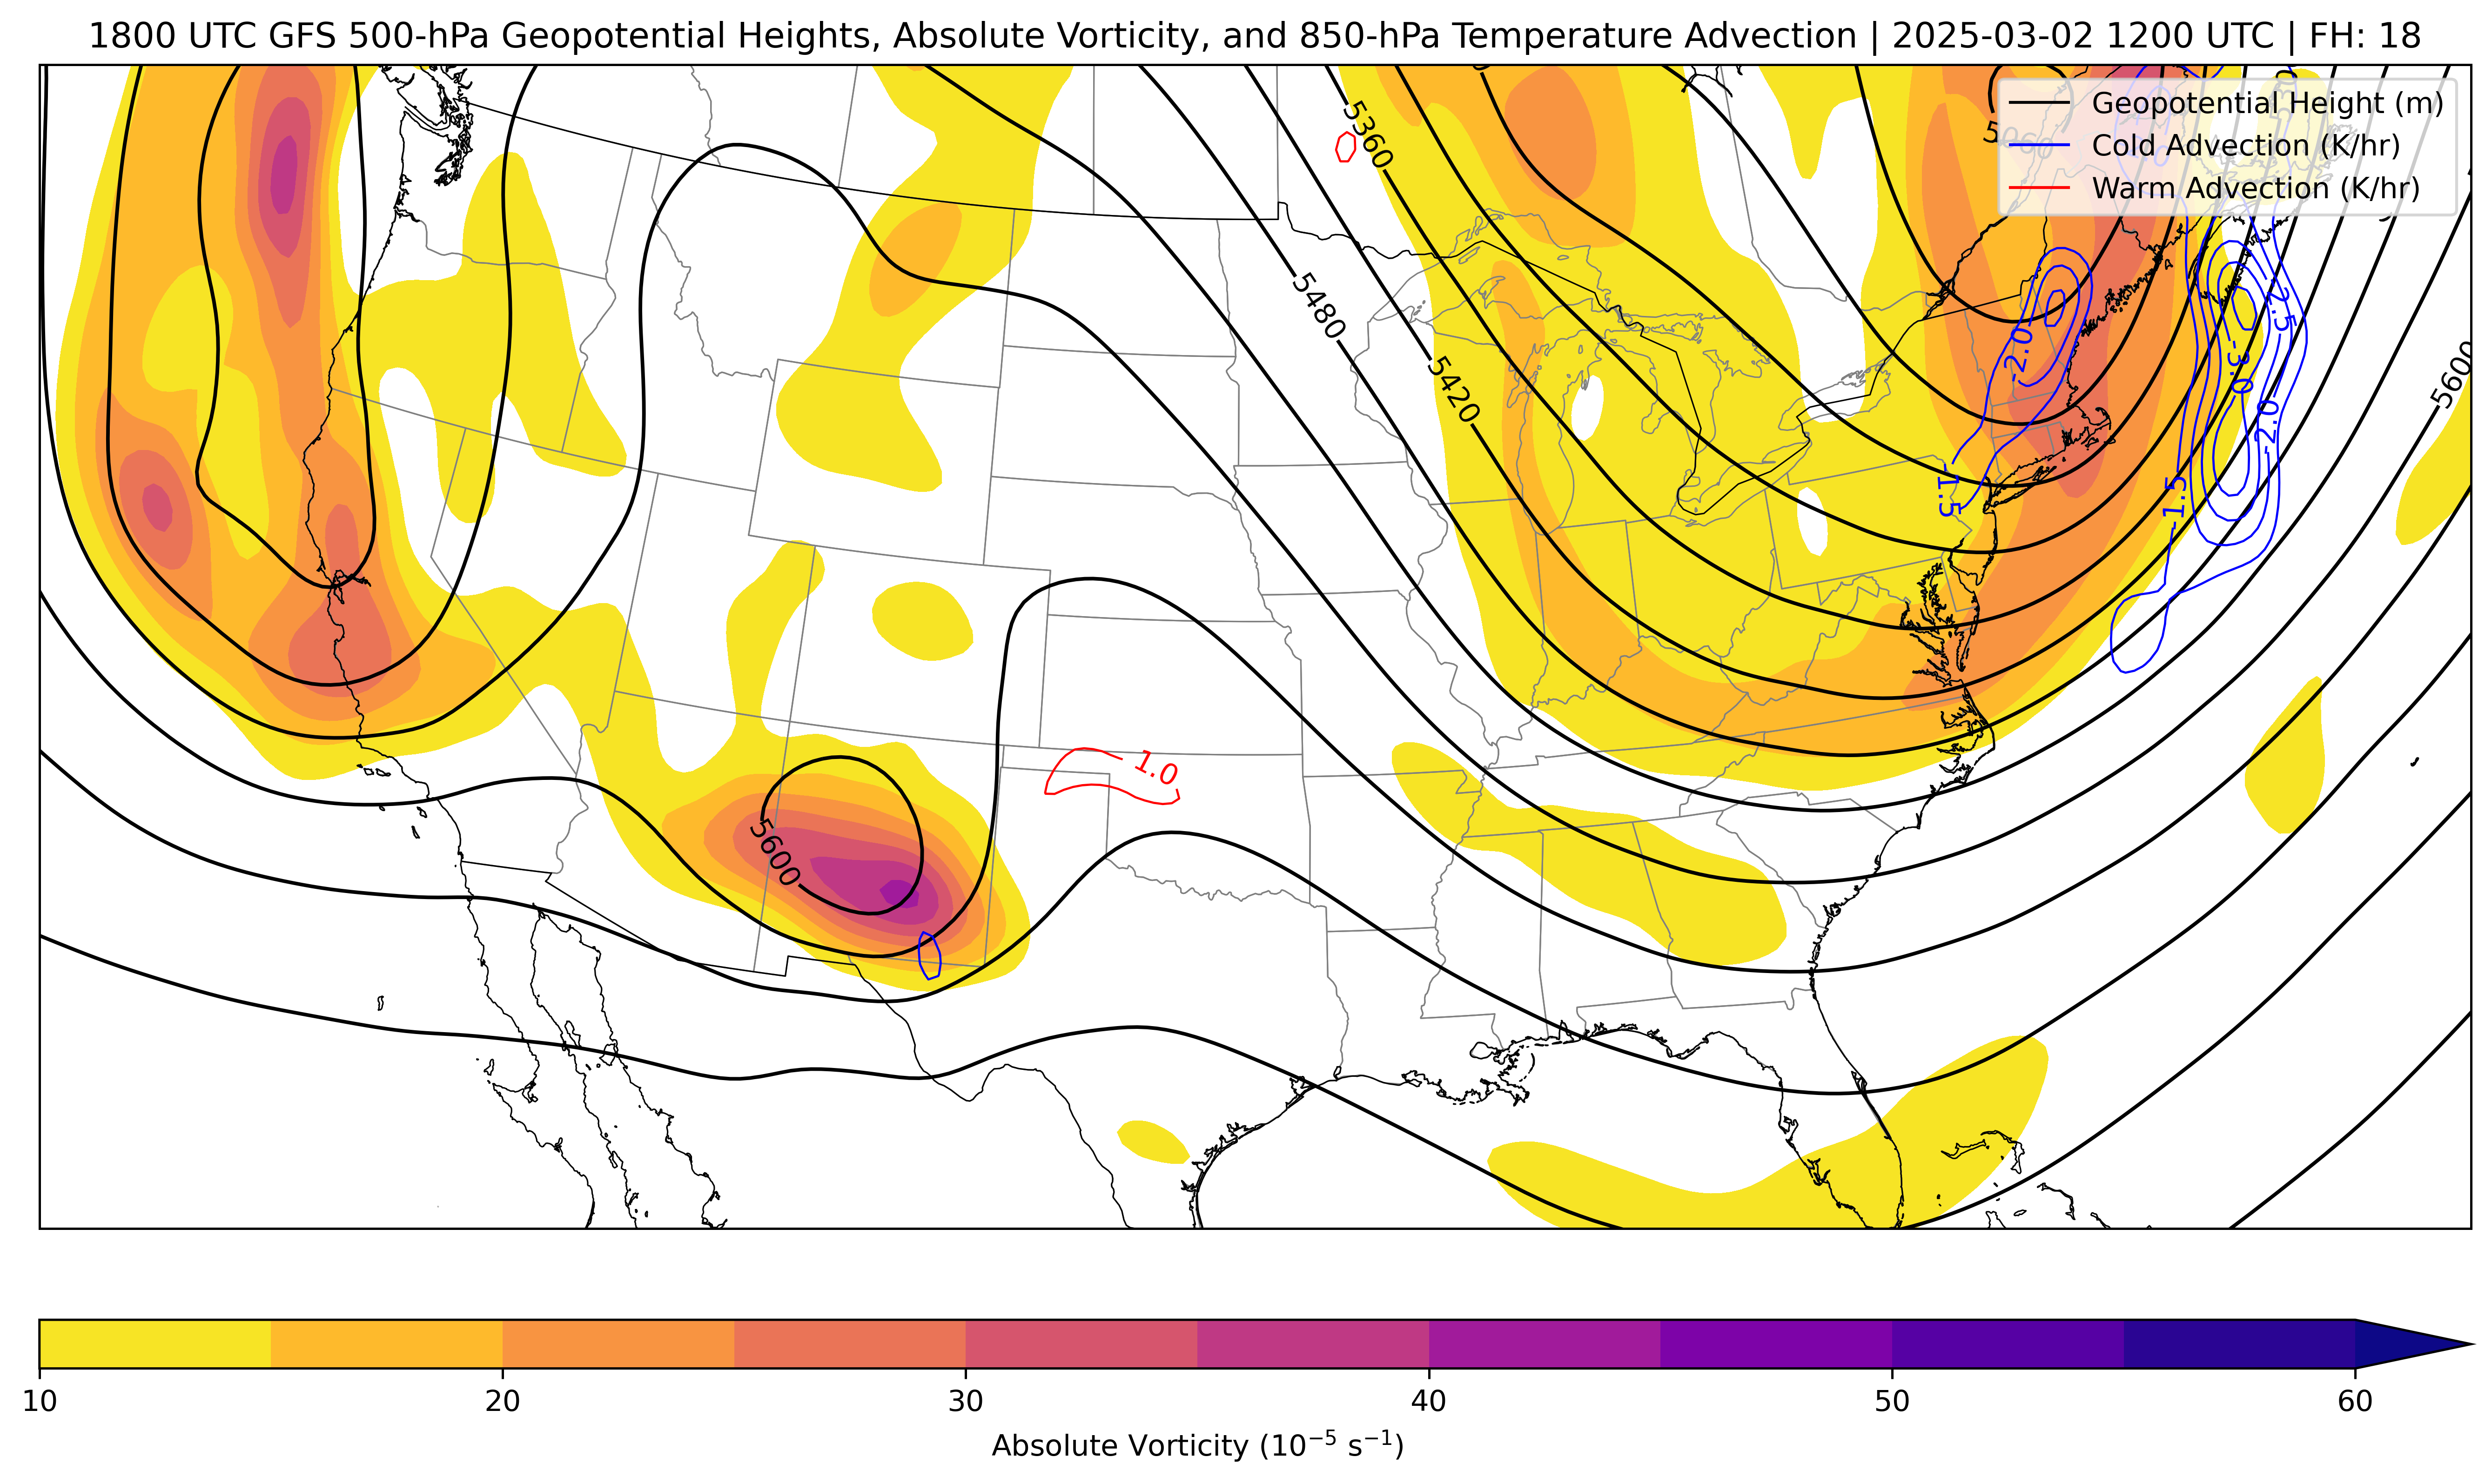 1800 UTC GFS 500-hPa Geopotential Heights, Absolute Vorticity, and 850-hPa Temperature Advection | 2025-03-02 1200 UTC | FH: 18
Geopotential Height (m)
Cold Advection (K/hr)
Warm Advection (K/hr)
5360
5060
5480
5420
-2.0
-2.5
-3.0
-2.0
5600
-1.5
-1.5
1.0
5600
10 20 30 40 50 60
Absolute Vorticity (10⁻⁵ s⁻¹)